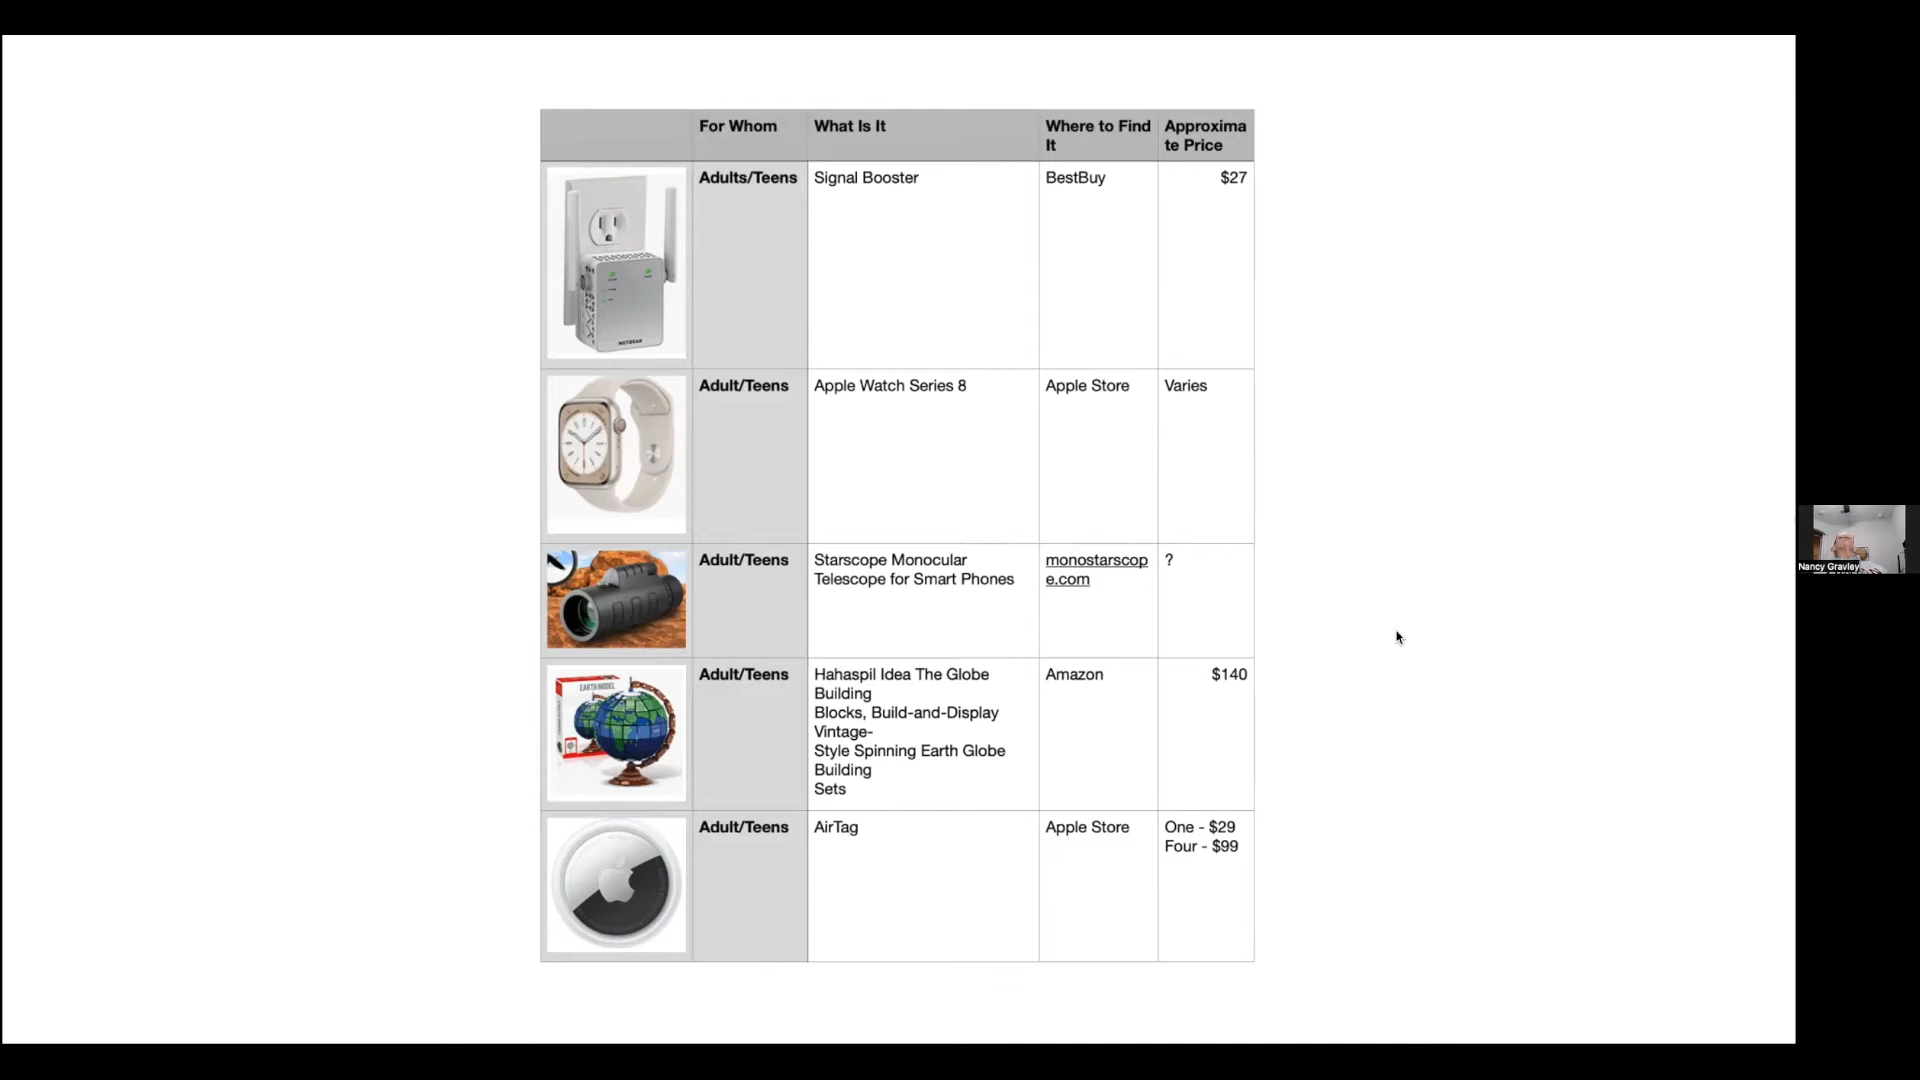 For Whom
What Is It
Where to Find
It
Approxima
te Price
Adults/Teens
Signal Booster
BestBuy
$27
NETGEAR
Adult/Teens
Apple Watch Series 8
Apple Store
Varies
Adult/Teens
Starscope Monocular
Telescope for Smart Phones
monostarscop
e.com
?
Adult/Teens
Hahaspil Idea The Globe
Building
Blocks, Build-and-Display
Vintage-
Style Spinning Earth Globe
Building
Sets
Amazon
$140
EARTH MODEL
Adult/Teens
AirTag
Apple Store
One - $29
Four - $99
Nancy Gravley